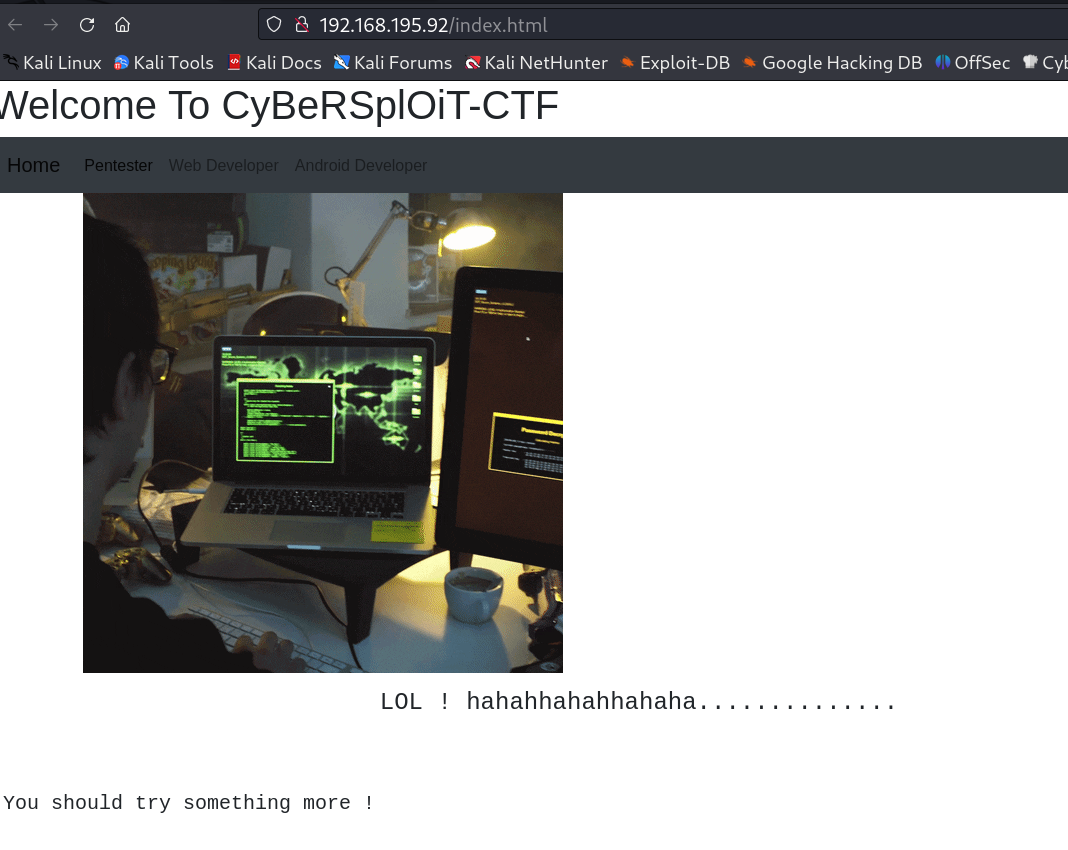 192.168.195.92/index.html
Kali Linux Kali Tools Kali Docs Kali Forums Kali NetHunter Exploit-DB Google Hacking DB OffSec Cyb
Welcome To CyBeRSplOiT-CTF
Home Pentester Web Developer Android Developer
LOL ! hahahhahahhahaha..............
You should try something more !